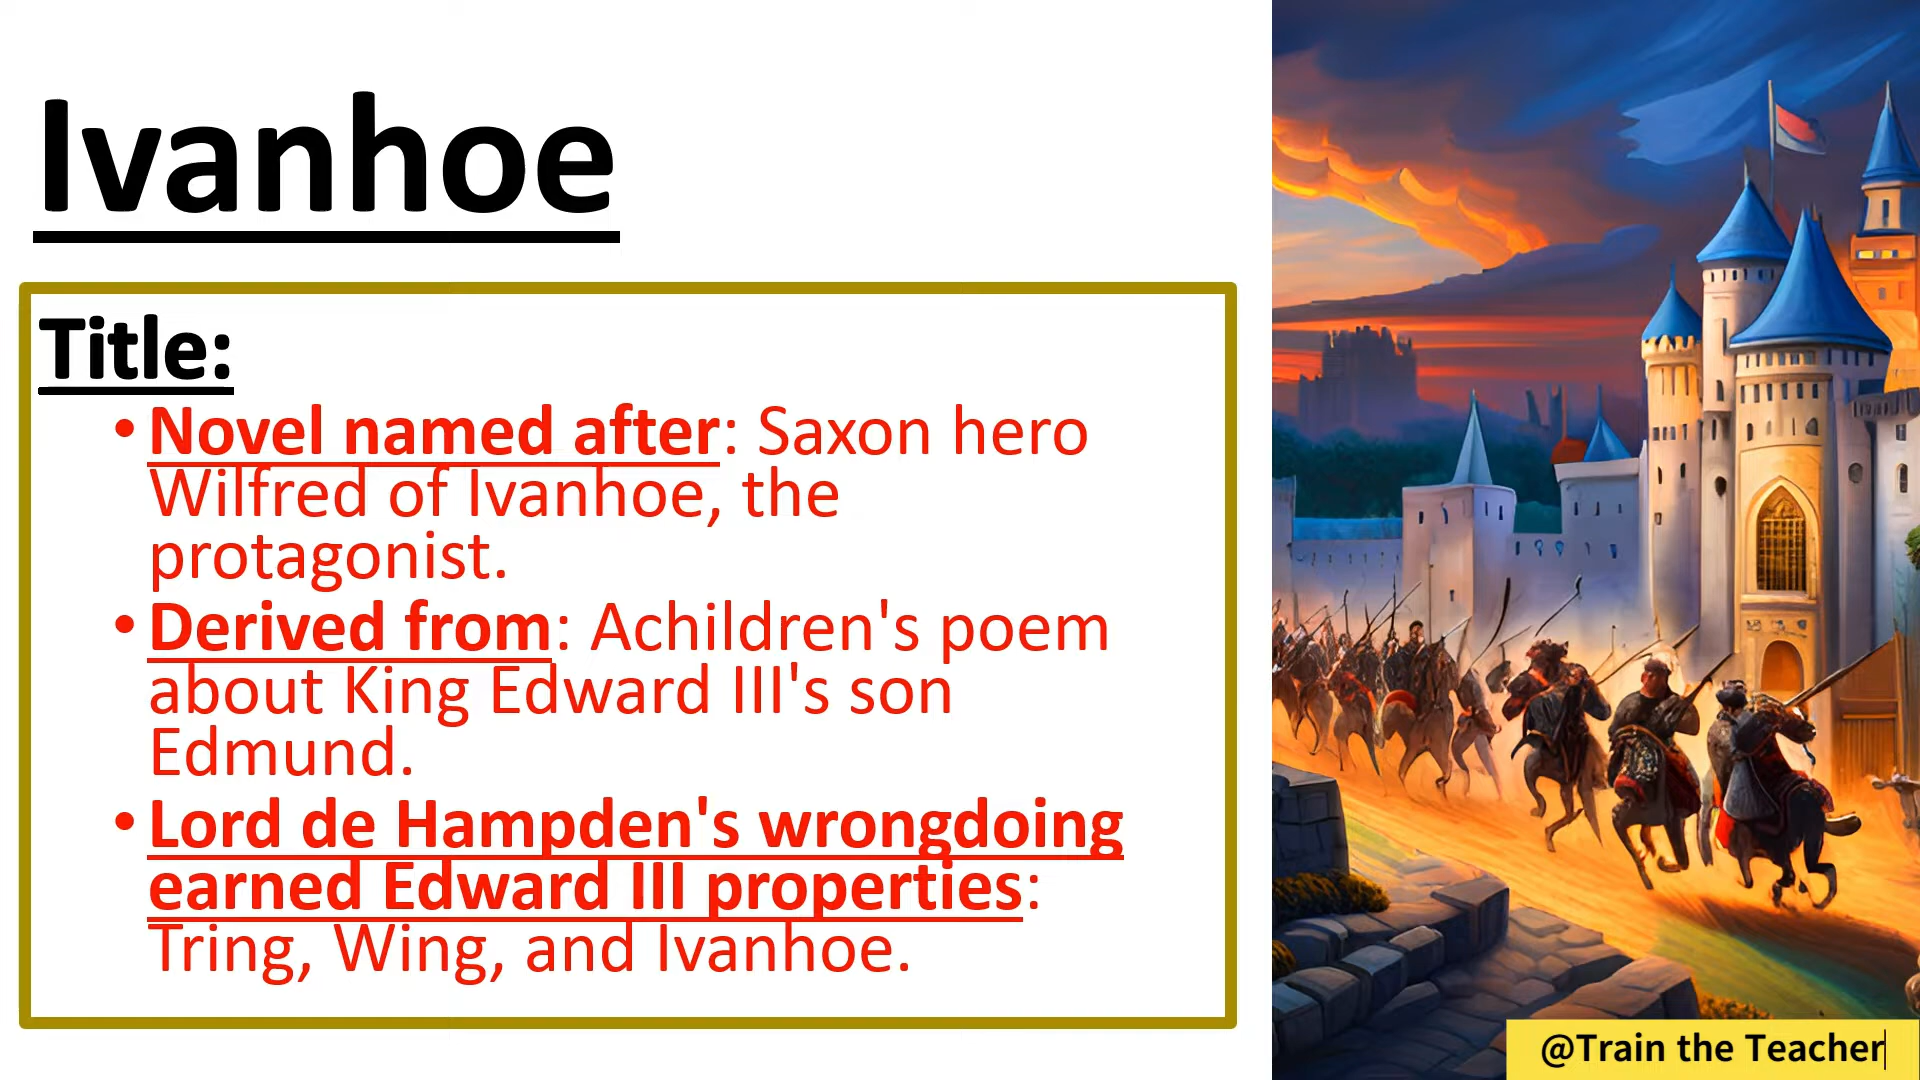 Ivanhoe
Title:
•Novel named after: Saxon hero
Wilfred of Ivanhoe, the
protagonist.
•Derived from: Achildren's poem
about King Edward III's son
Edmund.
•Lord de Hampden's wrongdoing
earned Edward III properties:
Tring, Wing, and Ivanhoe.
@Train the Teacher